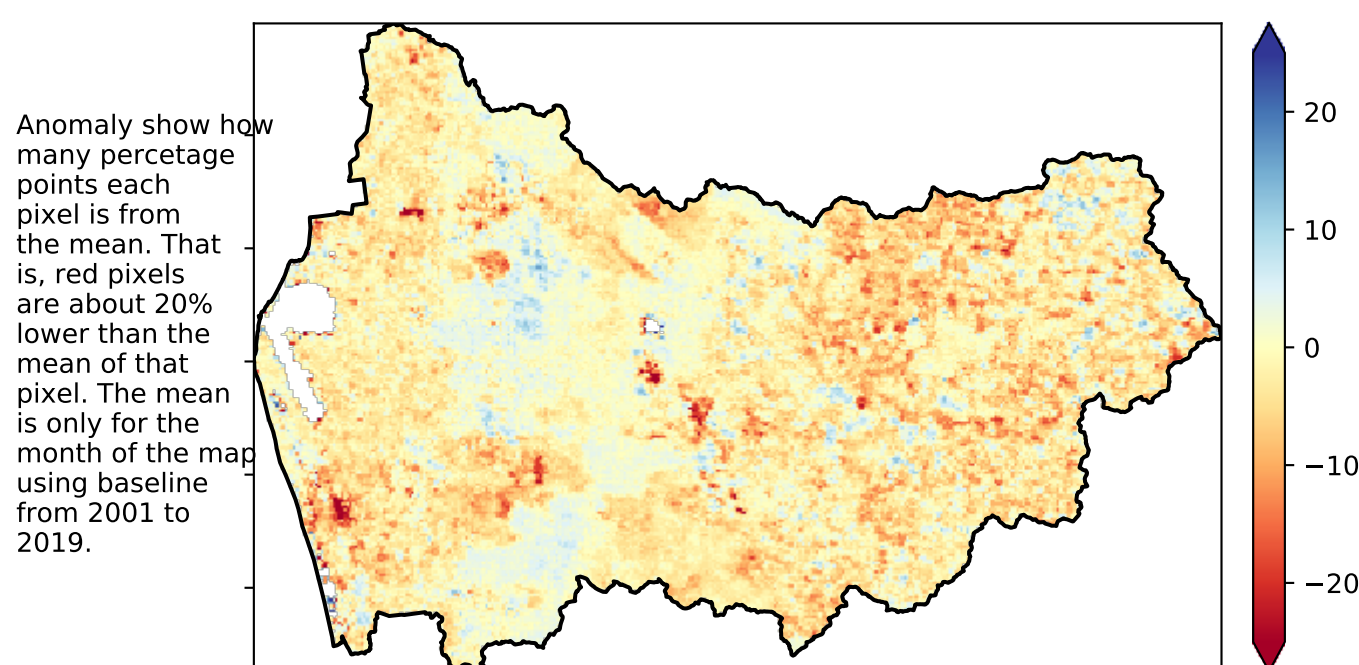 Anomaly show how
many percetage
points each
pixel is from
the mean. That
is, red pixels
are about 20%
lower than the
mean of that
pixel. The mean
is only for the
month of the map
using baseline
from 2001 to
2019.
20
10
0
−10
−20